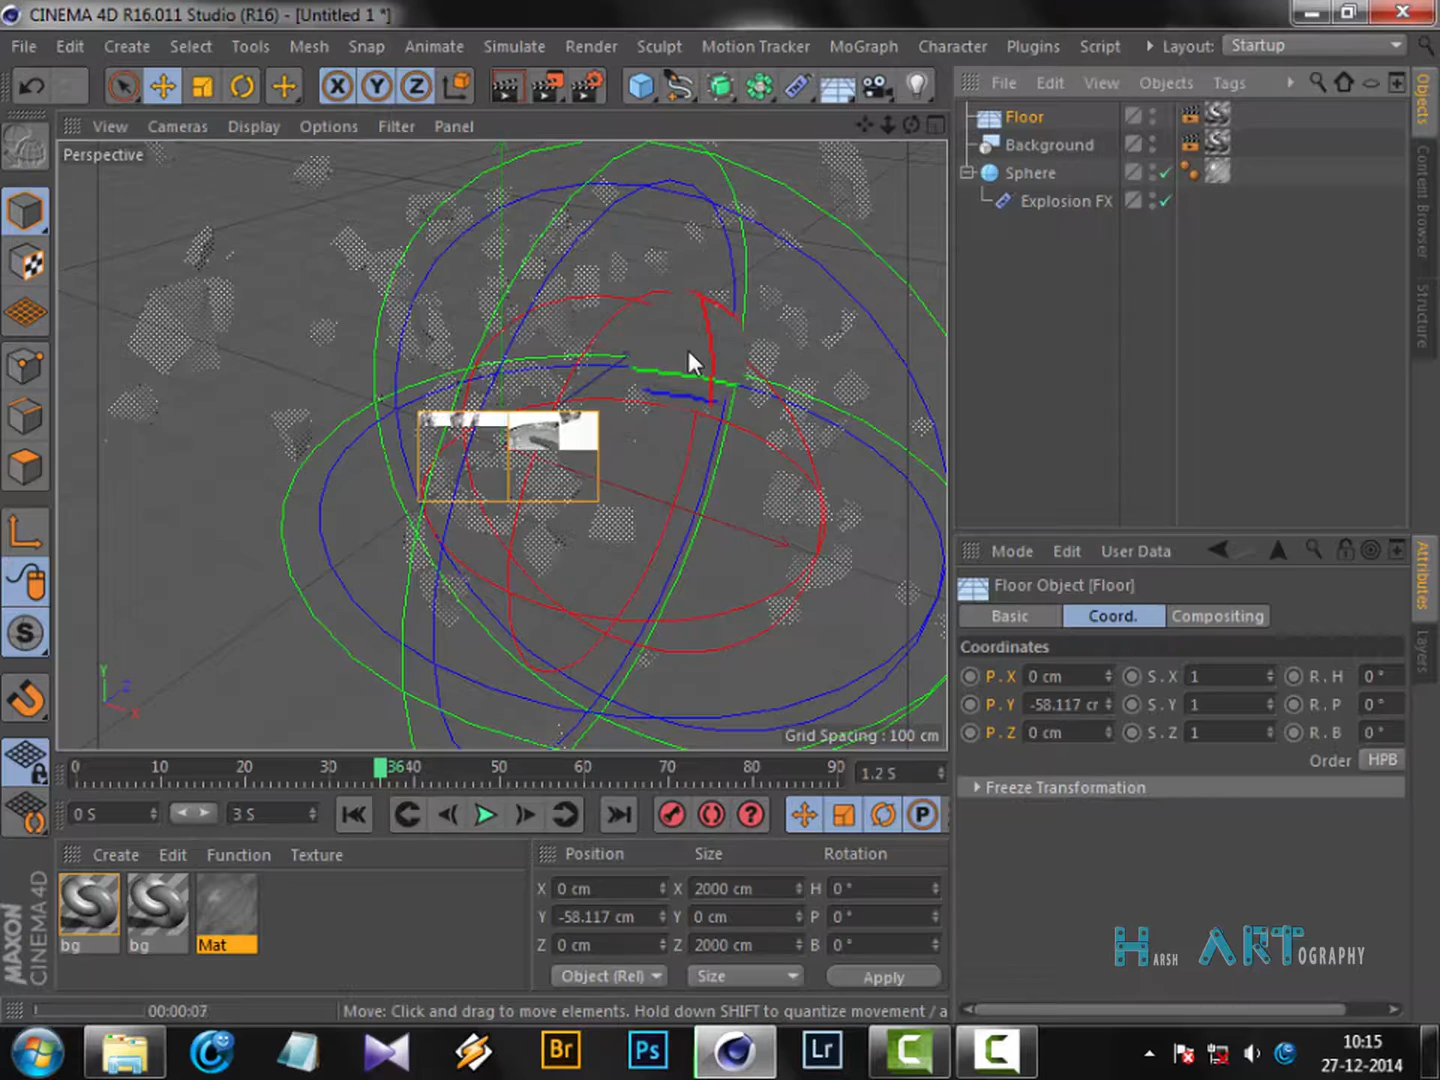 CINEMA 4D R16.011 Studio (R16) - [Untitled 1 *]
File Edit Create Select Tools Mesh Snap Animate Simulate Render Sculpt Motion Tracker MoGraph Character Plugins Script Layout: Startup
X Y Z
File Edit View Objects Tags
View Cameras Display Options Filter Panel
Perspective
Floor
Background
Sphere
Explosion FX
Objects
Content Browser
Structure
Y
Z
X
Grid Spacing : 100 cm
S
Mode Edit User Data
Floor Object [Floor]
Basic Coord. Compositing
Coordinates
P . X 0 cm S . X 1 R . H 0 °
P . Y -58.117 cr S . Y 1 R . P 0 °
P . Z 0 cm S . Z 1 R . B 0 °
Order HPB
Freeze Transformation
Attributes
Layers
0 10 20 30 3640 50 60 70 80 90 1.2 S
0 S 3 S ? P
Create Edit Function Texture
bg bg Mat
Position Size Rotation
X 0 cm X 2000 cm H 0 °
Y -58.117 cm Y 0 cm P 0 °
Z 0 cm Z 2000 cm B 0 °
Object (Rel) Size Apply
MAXON
CINEMA 4D
HARSH ARTOGRAPHY
00:00:07 Move: Click and drag to move elements. Hold down SHIFT to quantize movement / a
Br Ps Lr C C
10:15
27-12-2014